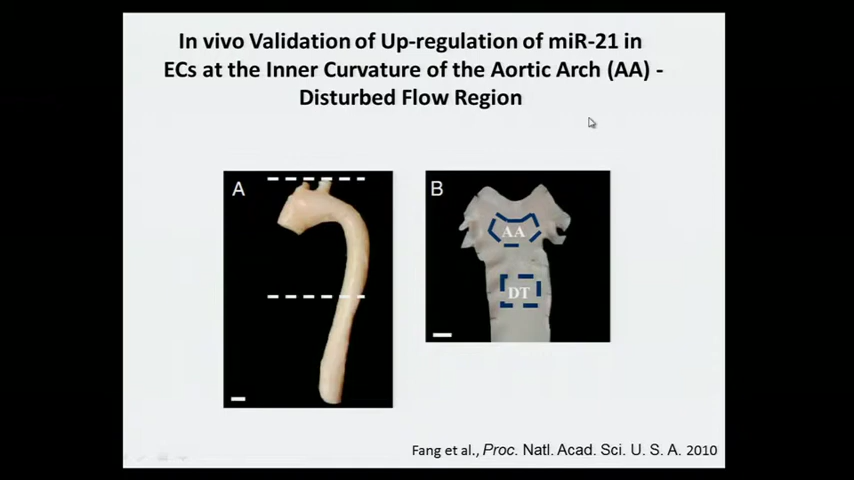 In vivo Validation of Up-regulation of miR-21 in
ECs at the Inner Curvature of the Aortic Arch (AA) -
Disturbed Flow Region
A
B
AA
DT
Fang et al., Proc. Natl. Acad. Sci. U. S. A. 2010